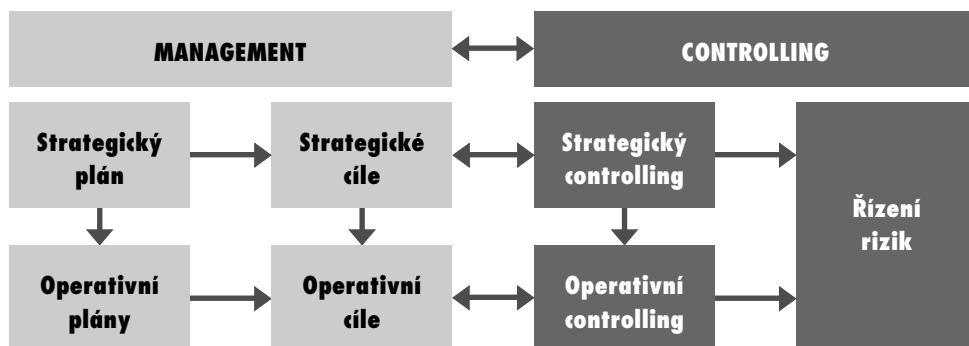 MANAGEMENT
CONTROLLING
Strategický
plán
Strategické
cíle
Strategický
controlling
Řízení
rizik
Operativní
plány
Operativní
cíle
Operativní
controlling